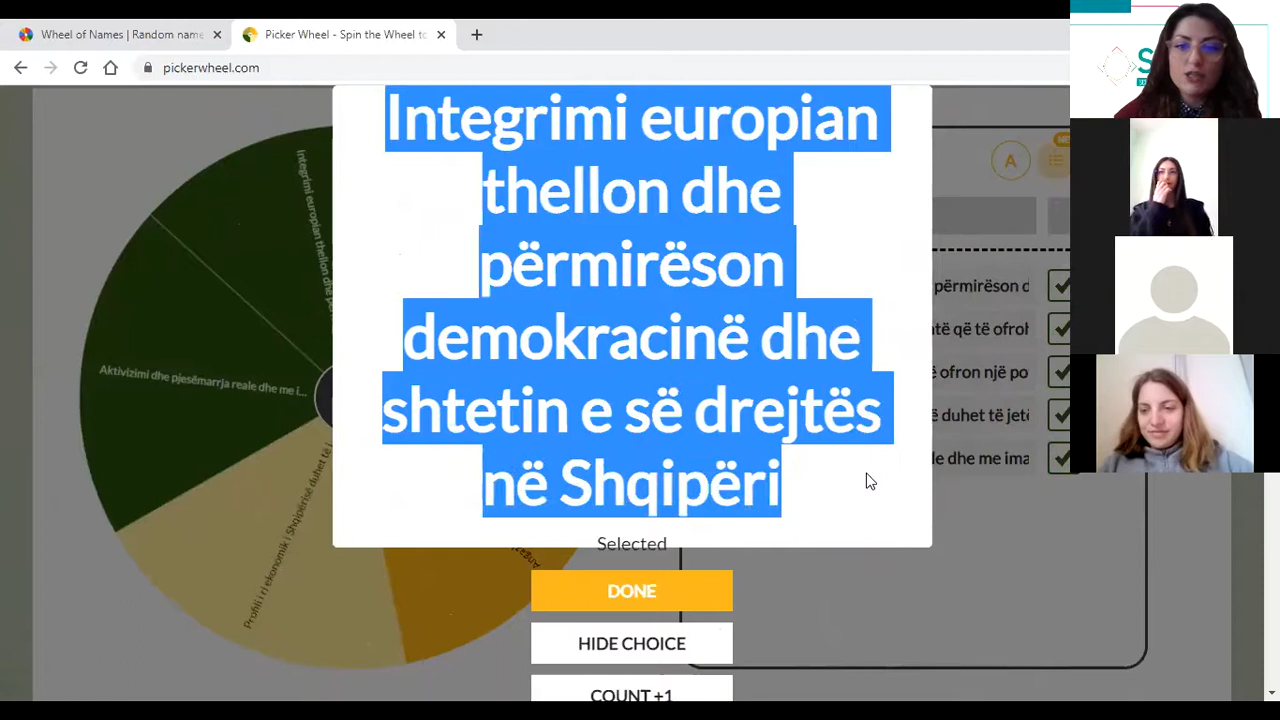 Wheel of Names | Random name
Picker Wheel - Spin the Wheel to
pickerwheel.com
Integrimi europian
thellon dhe
përmirëson
demokracinë dhe
shtetin e së drejtës
në Shqipëri
Selected
DONE
HIDE CHOICE
COUNT +1
Integrimi europian thellon dhe
Aktivizimi dhe pjesëmarrja reale dhe me i...
Profili i ri ekonomik i Shqipërisë duhet të j
A
përmirëson d
të që të ofroh
ë ofron një po
ë duhet të jetë
le dhe me ima
S